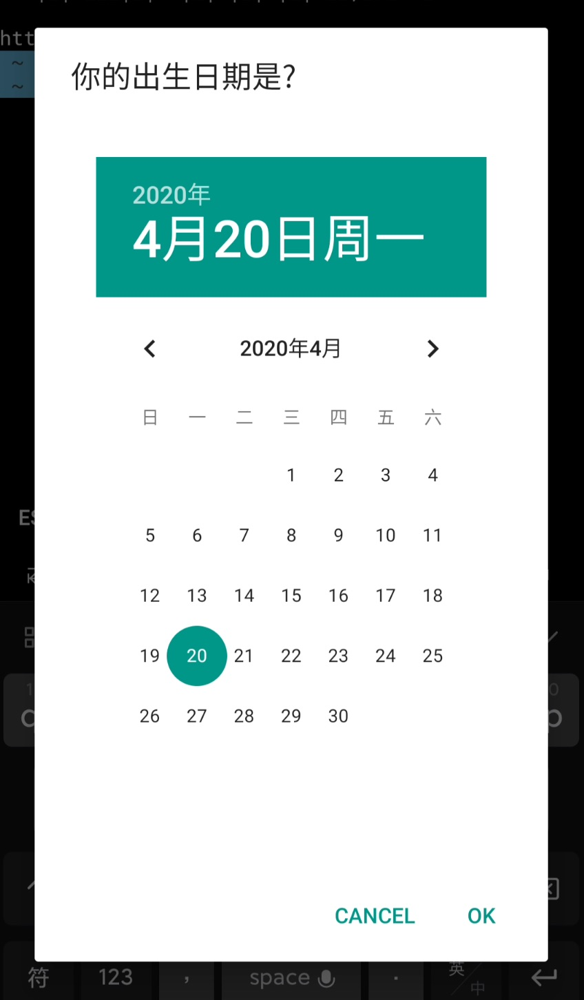 htt
~
~
你的出生日期是?
2020年
4月20日周一
2020年4月
日 一 二 三 四 五 六
1 2 3 4
5 6 7 8 9 10 11
12 13 14 15 16 17 18
19 20 21 22 23 24 25
26 27 28 29 30
ES
1 0
p
CANCEL OK
符 123 , space . 英 中